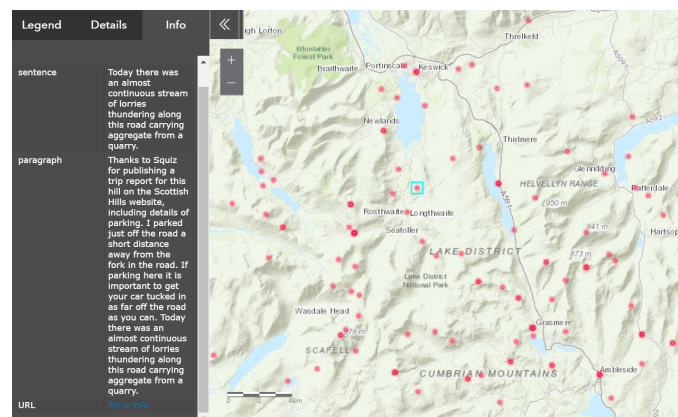 Legend Details Info
sentence
Today there was
an almost
continuous stream
of lorries
thundering along
this road carrying
aggregate from a
quarry.
paragraph
Thanks to Squiz
for publishing a
trip report for this
hill on the Scottish
Hills website,
including details of
parking. I parked
just off the road a
short distance
away from the
fork in the road. If
parking here it is
important to get
your car tucked in
as far off the road
as you can. Today
there was an
almost continuous
stream of lorries
thundering along
this road carrying
aggregate from a
quarry.
URL
More info
igh Lorton
Threlkeld
Whinlatter
Forest Park
Braithwaite
Portinscale
Keswick
A5091
A592
Newlands
Thirlmere
Glenridding
HELVELLYN RANGE
Patterdale
A591
950 m
Rosthwaite
Longthwaite
Seatoller
841 m
Hartsop
LAKE DISTRICT
873 m
Lake District
National Park
Wasdale Head
Grasmere
978 m
SCAFELL
CUMBRIAN MOUNTAINS
Ambleside
0 2 4km